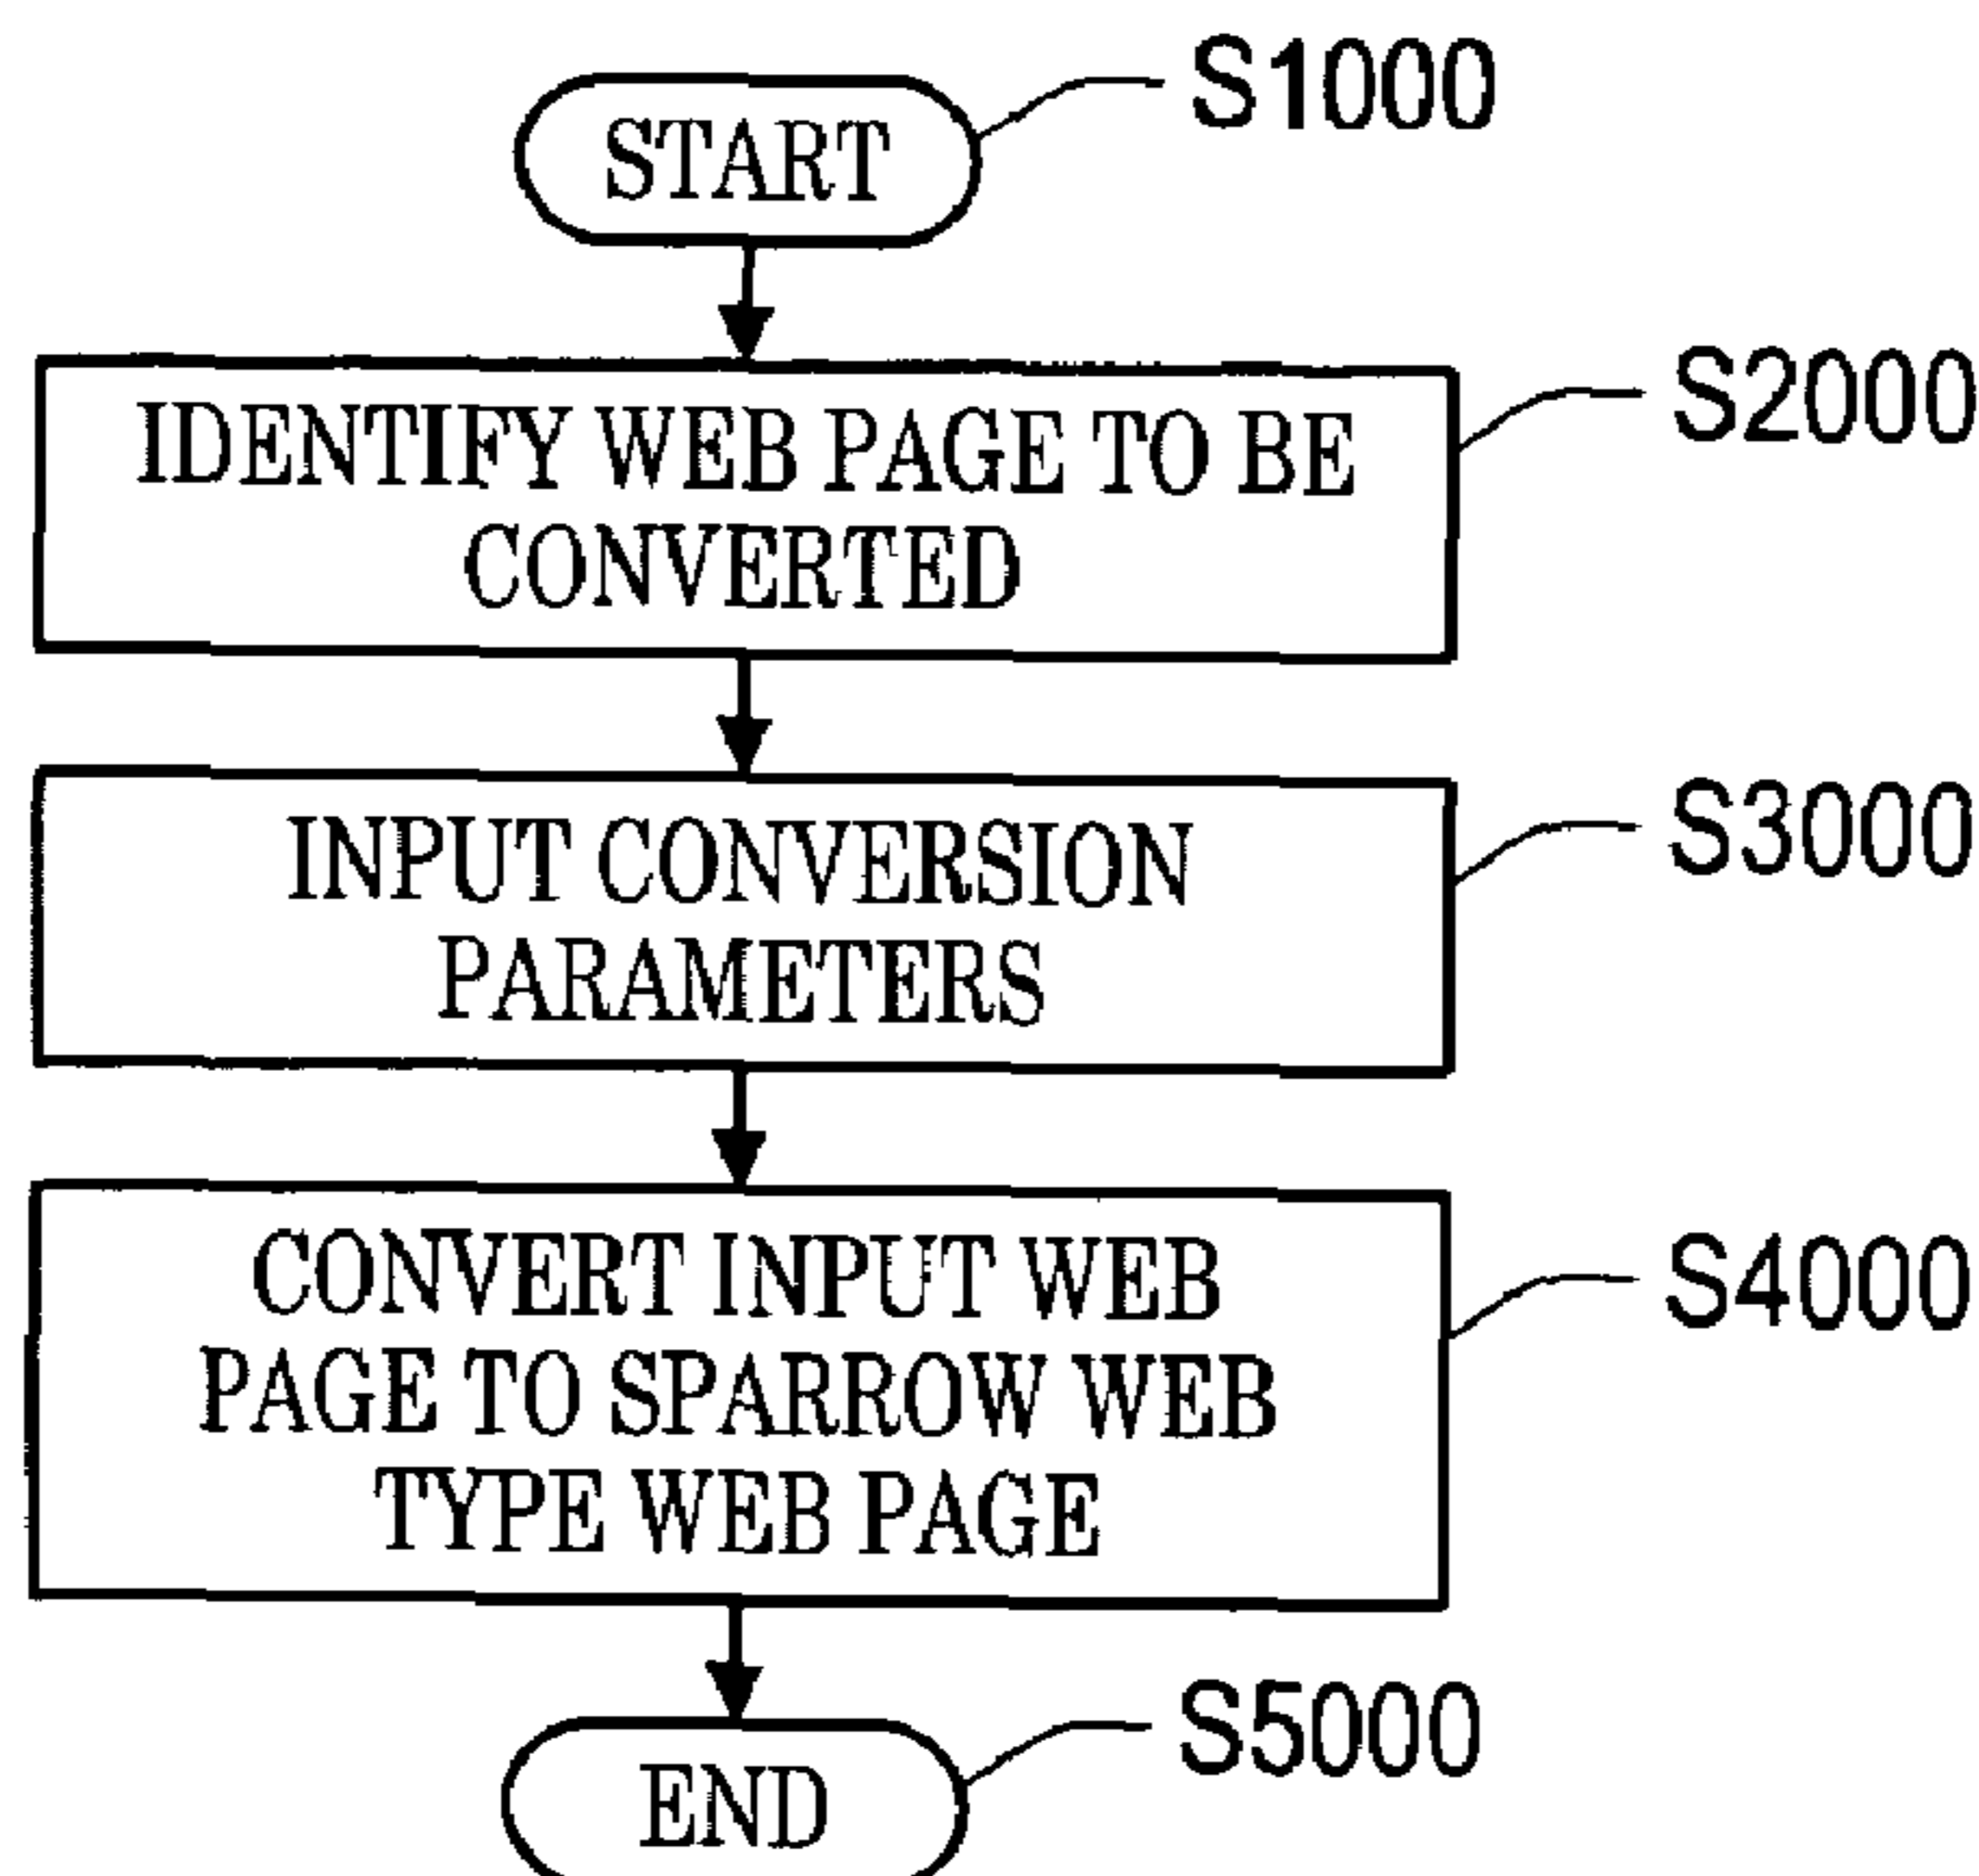 START
S1000
IDENTIFY WEB PAGE TO BE
CONVERTED
S2000
INPUT CONVERSION
PARAMETERS
S3000
CONVERT INPUT WEB
PAGE TO SPARROW WEB
TYPE WEB PAGE
S4000
END
S5000